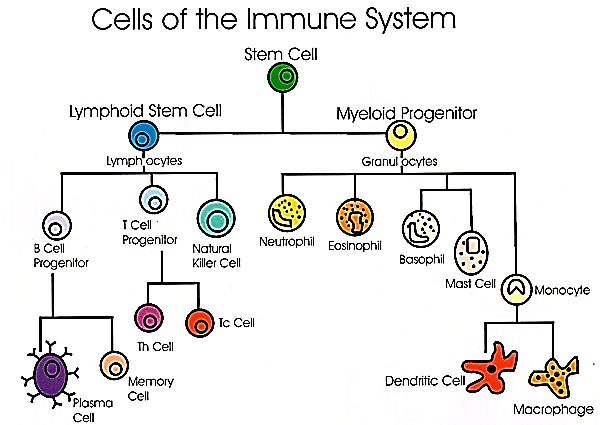 Cells of the Immune System
Stem Cell
Lymphoid Stem Cell
Myeloid Progenitor
Lymphocytes
Granulocytes
B Cell
Progenitor
T Cell
Progenitor
Natural
Killer Cell
Neutrophil
Eosinophil
Basophil
Mast Cell
Monocyte
Th Cell
Tc Cell
Plasma
Cell
Memory
Cell
Dendritic Cell
Macrophage